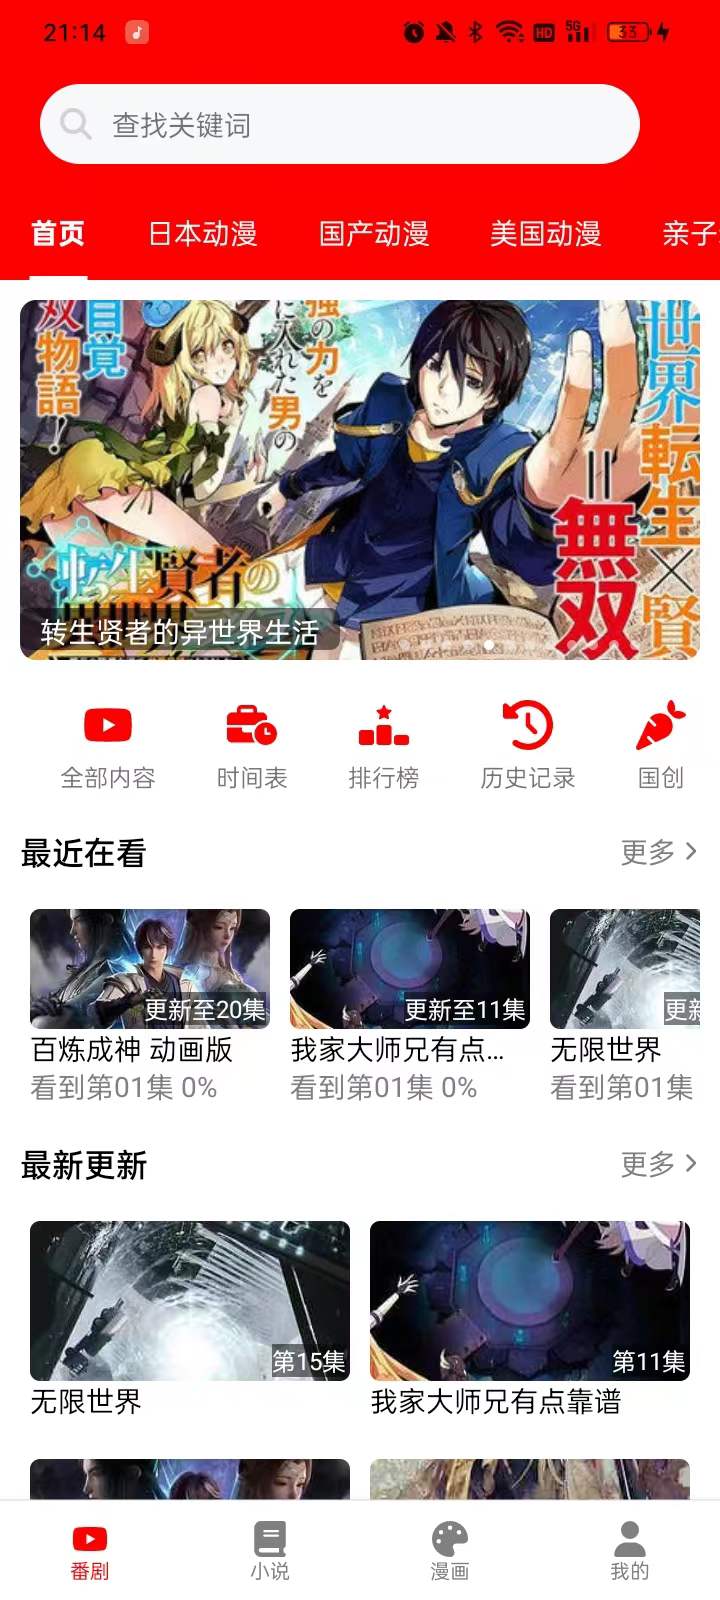 21:14
HD
5G
33
查找关键词
首页
日本动漫
国产动漫
美国动漫
亲子
自覚
双物語！
強の力を
に入れた男の
世界転生×賢
=無双
転生賢者の
转生贤者的异世界生活
全部内容
时间表
排行榜
历史记录
国创
最近在看
更多
更新至20集
更新至11集
更新
百炼成神 动画版
我家大师兄有点...
无限世界
看到第01集 0%
看到第01集 0%
看到第01集
最新更新
更多
第15集
第11集
无限世界
我家大师兄有点靠谱
番剧
小说
漫画
我的